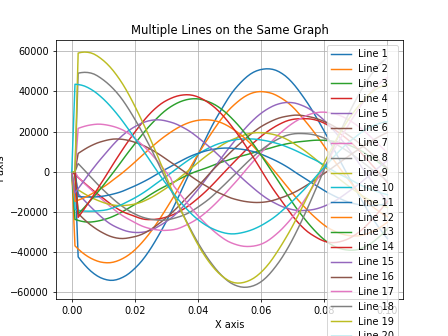 Multiple Lines on the Same Graph
60000
40000
20000
0
−20000
−40000
−60000
0.00
0.02
0.04
0.06
X axis
Line 1
Line 2
Line 3
Line 4
Line 5
Line 6
Line 7
Line 8
Line 9
Line 10
Line 11
Line 12
Line 13
Line 14
Line 15
Line 16
Line 17
Line 18
Line 19
Line 20